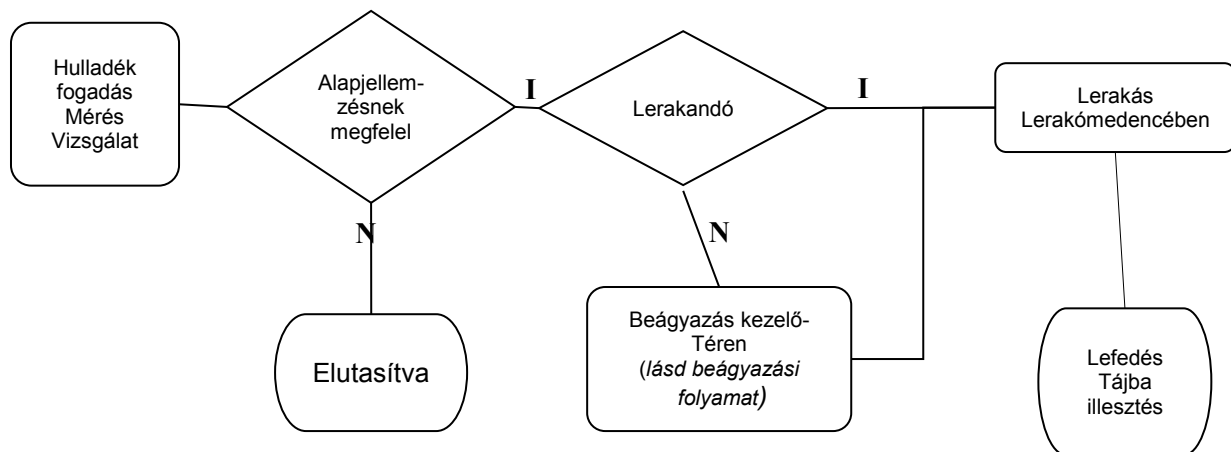 Hulladék
fogadás
Mérés
Vizsgálat
Alapjellem-
zésnek
megfelel
I
Lerakandó
I
Lerakás
Lerakómedencében
N
N
Elutasítva
Beágyazás kezelő-
Téren
(lásd beágyazási
folyamat)
Lefedés
Tájba
illesztés